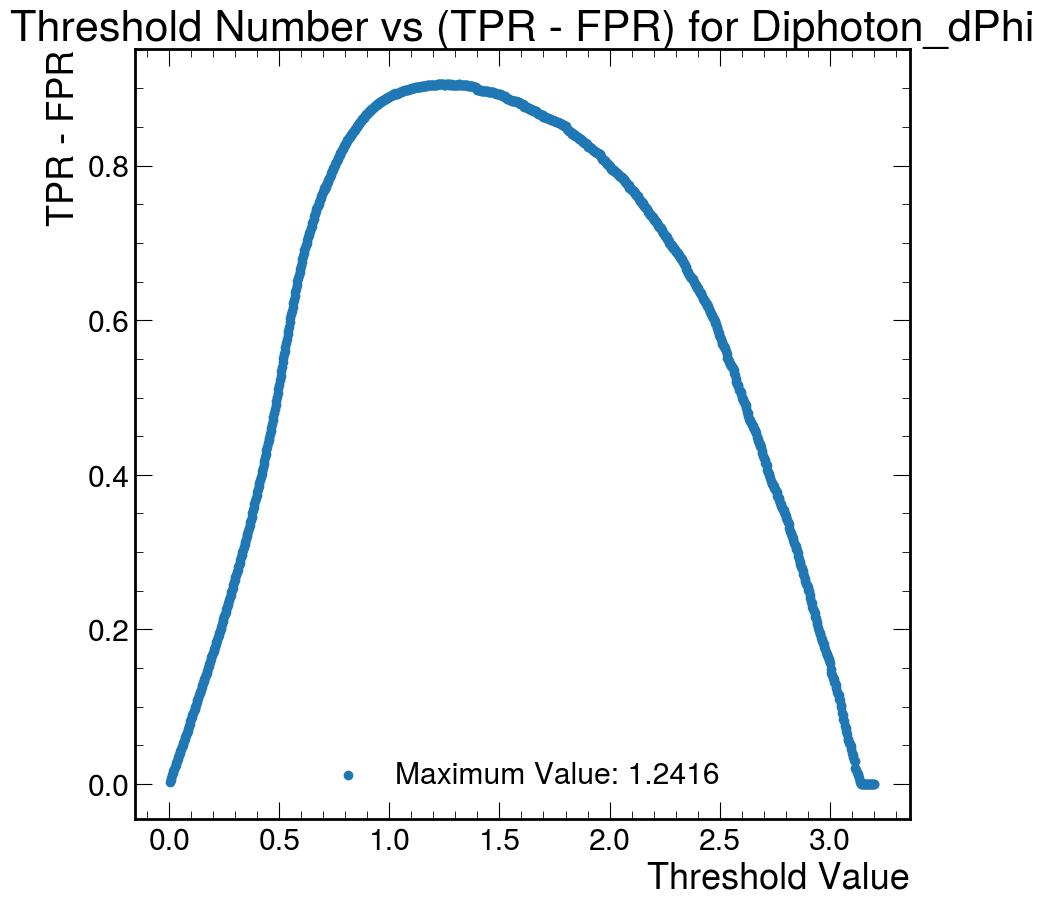 Threshold Number vs (TPR - FPR) for Diphoton_dPhi
TPR - FPR
0.8
0.6
0.4
0.2
0.0
Maximum Value: 1.2416
0.0 0.5 1.0 1.5 2.0 2.5 3.0
Threshold Value